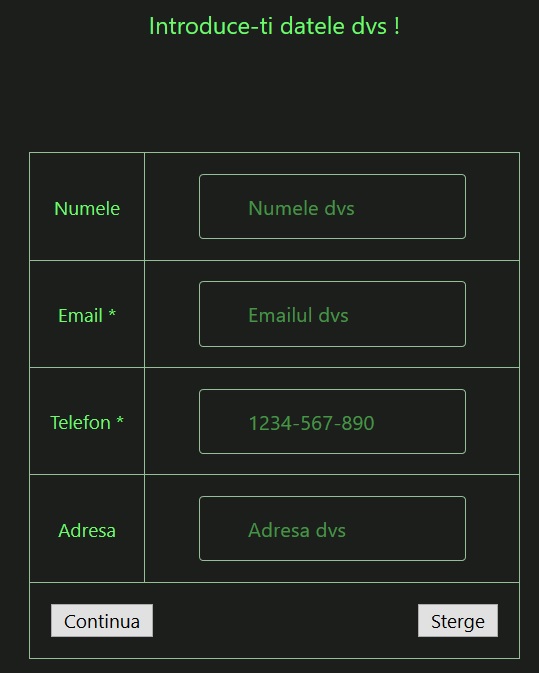 Introduce-ti datele dvs !
Numele Numele dvs
Email * Emailul dvs
Telefon * 1234-567-890
Adresa Adresa dvs
Continua Sterge